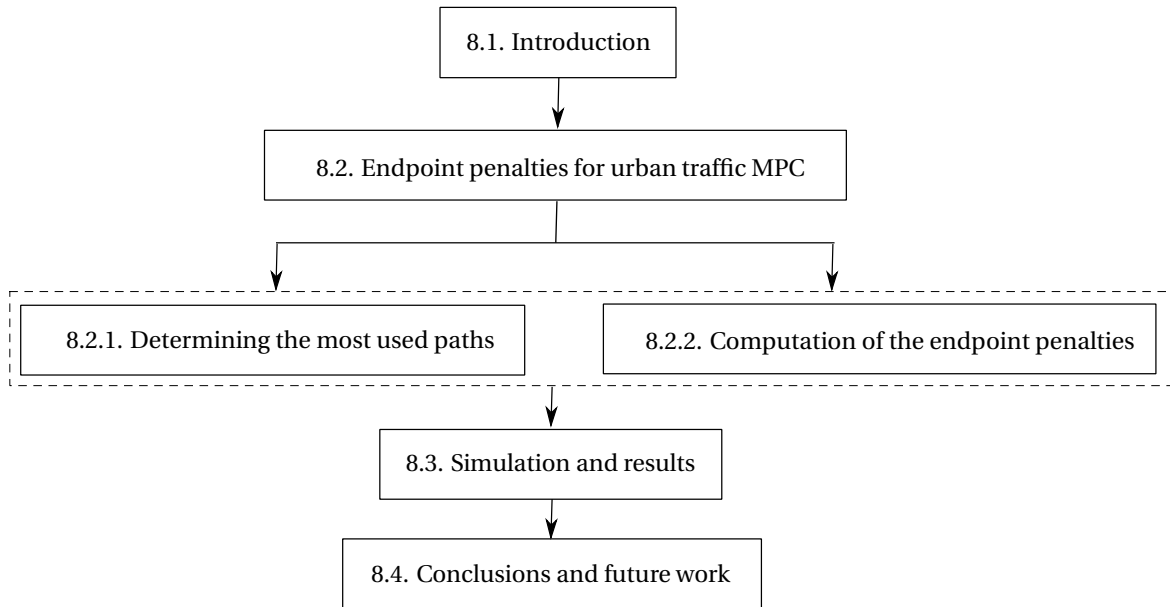 8.1. Introduction
8.2. Endpoint penalties for urban traffic MPC
8.2.1. Determining the most used paths
8.2.2. Computation of the endpoint penalties
8.3. Simulation and results
8.4. Conclusions and future work